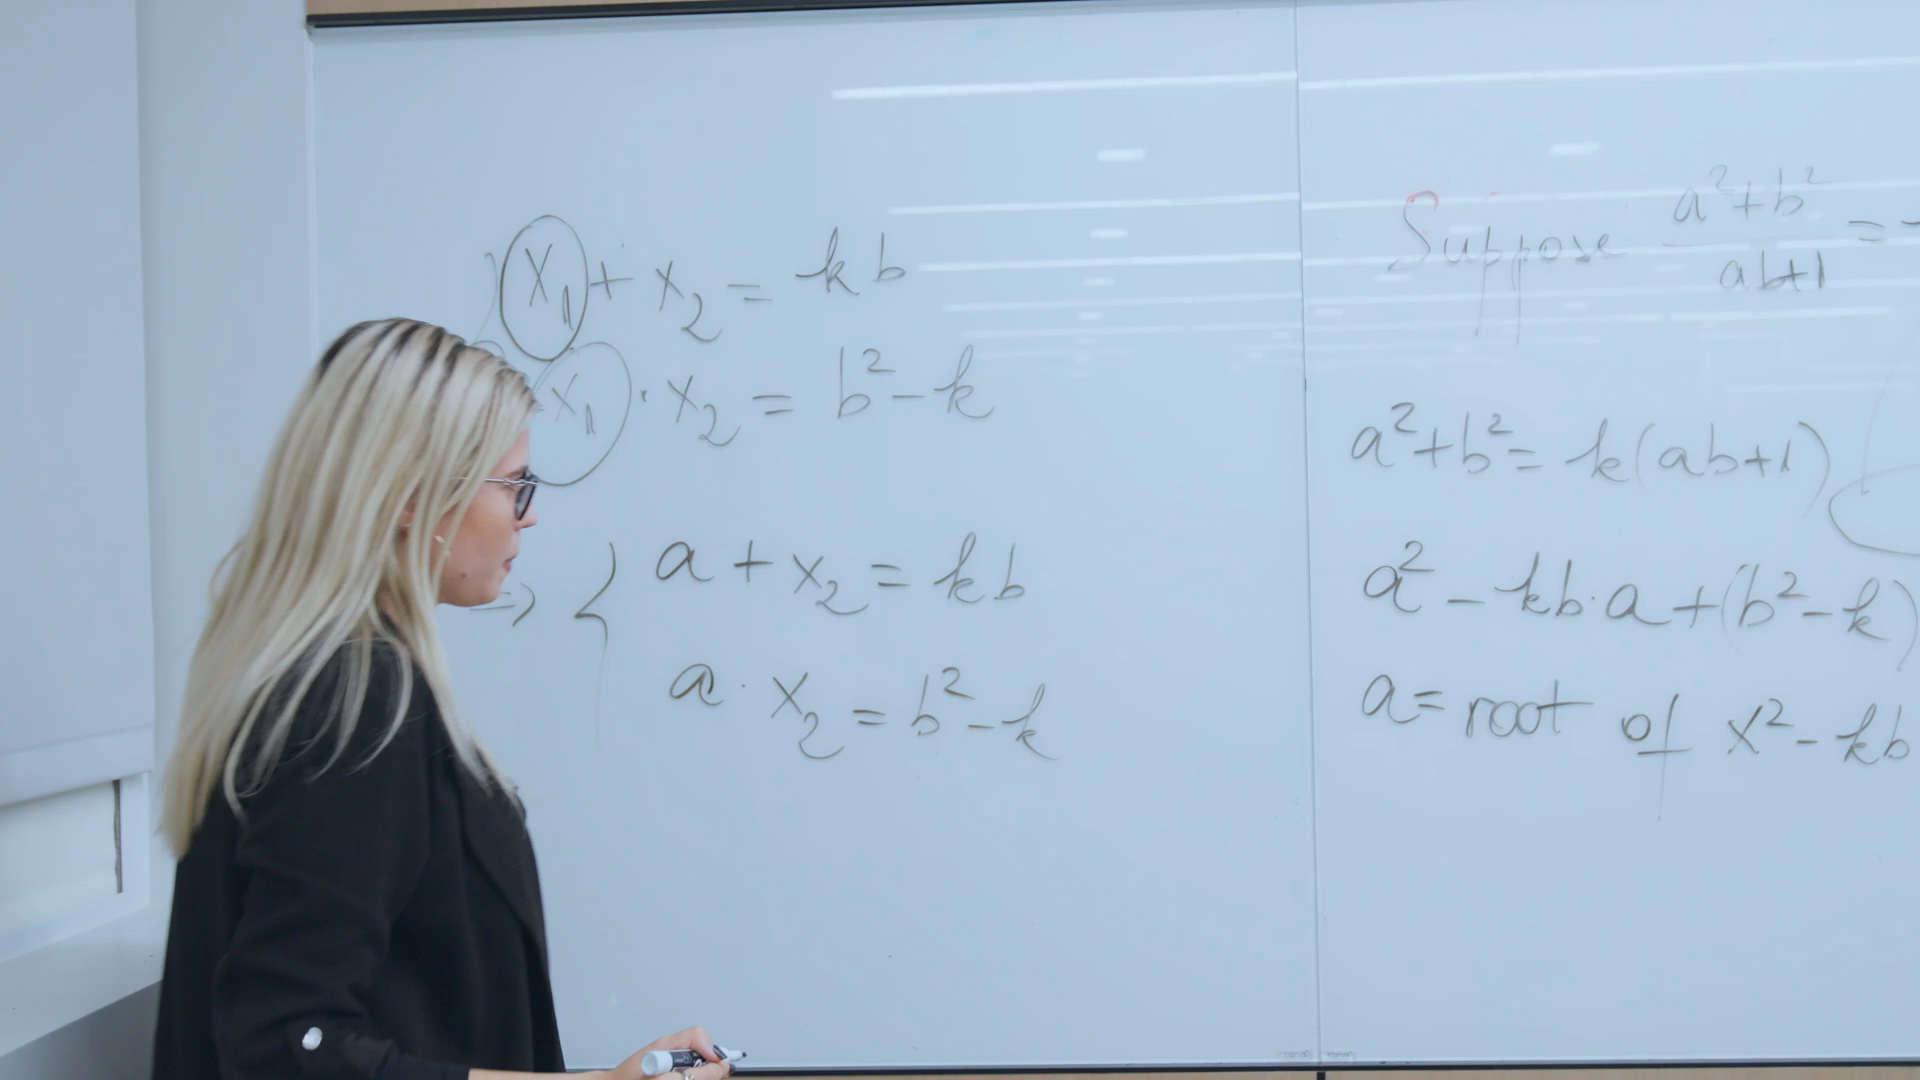 x₁ + x₂ = kb
x₁ · x₂ = b² - k
=> { a + x₂ = kb
a · x₂ = b² - k
Suppose a² + b² / ab+1 =
a² + b² = k(ab+1)
a² - kb·a + (b² - k)
a = root of x² - kb